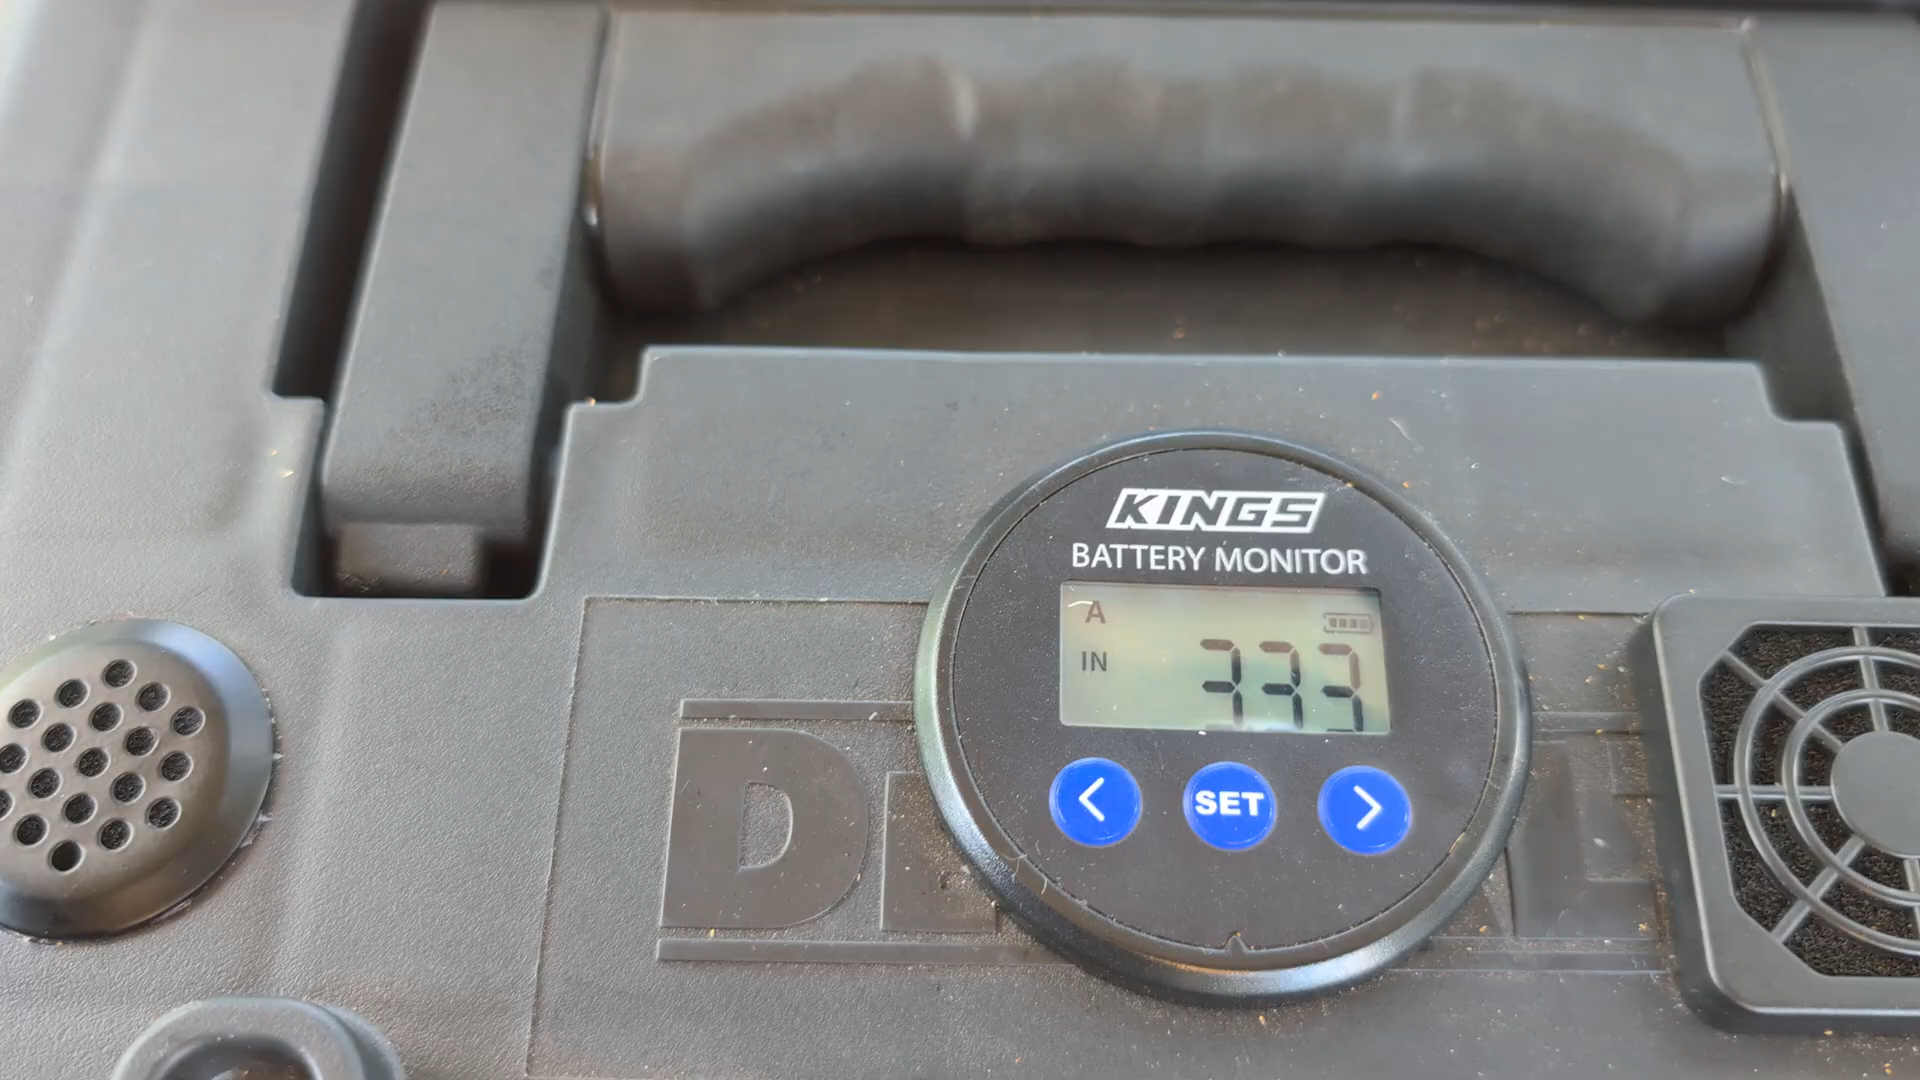 KINGS
BATTERY MONITOR
A
IN 333
< SET >
D